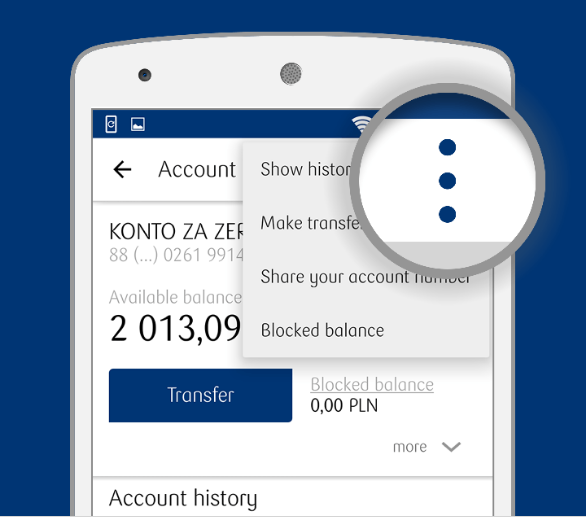 Account
Show histor
Make transfe
Share your account number
Blocked balance
KONTO ZA ZER
88 (...) 0261 9914
Available balance
2 013,09
Transfer
Blocked balance
0,00 PLN
more
Account history